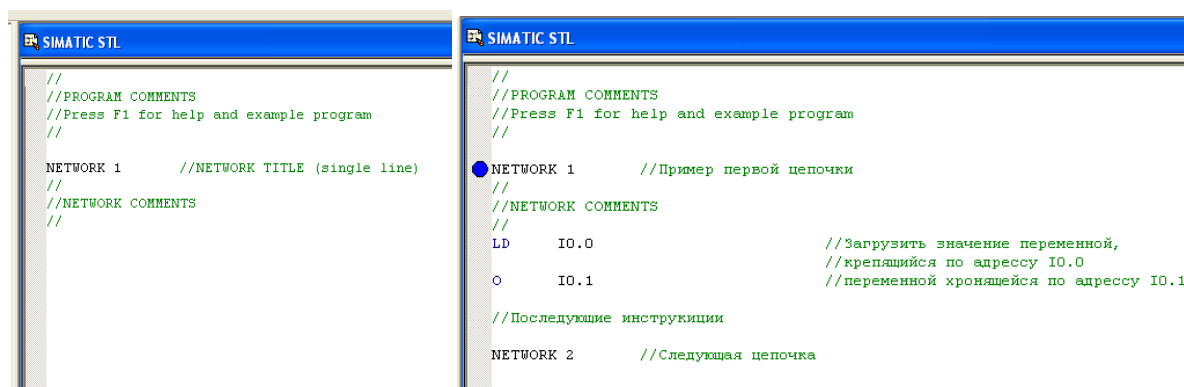 SIMATIC STL
//
//PROGRAM COMMENTS
//Press F1 for help and example program
//
NETWORK 1 //NETWORK TITLE (single line)
//
//NETWORK COMMENTS
//
SIMATIC STL
//
//PROGRAM COMMENTS
//Press F1 for help and example program
//
NETWORK 1 //Пример первой цепочки
//
//NETWORK COMMENTS
//
LD I0.0 //Загрузить значение переменной,
//крепящийся по адрессу I0.0
O I0.1 //переменной хронящейся по адрессу I0.1
//Последующие инструкиции
NETWORK 2 //Следующая цепочка